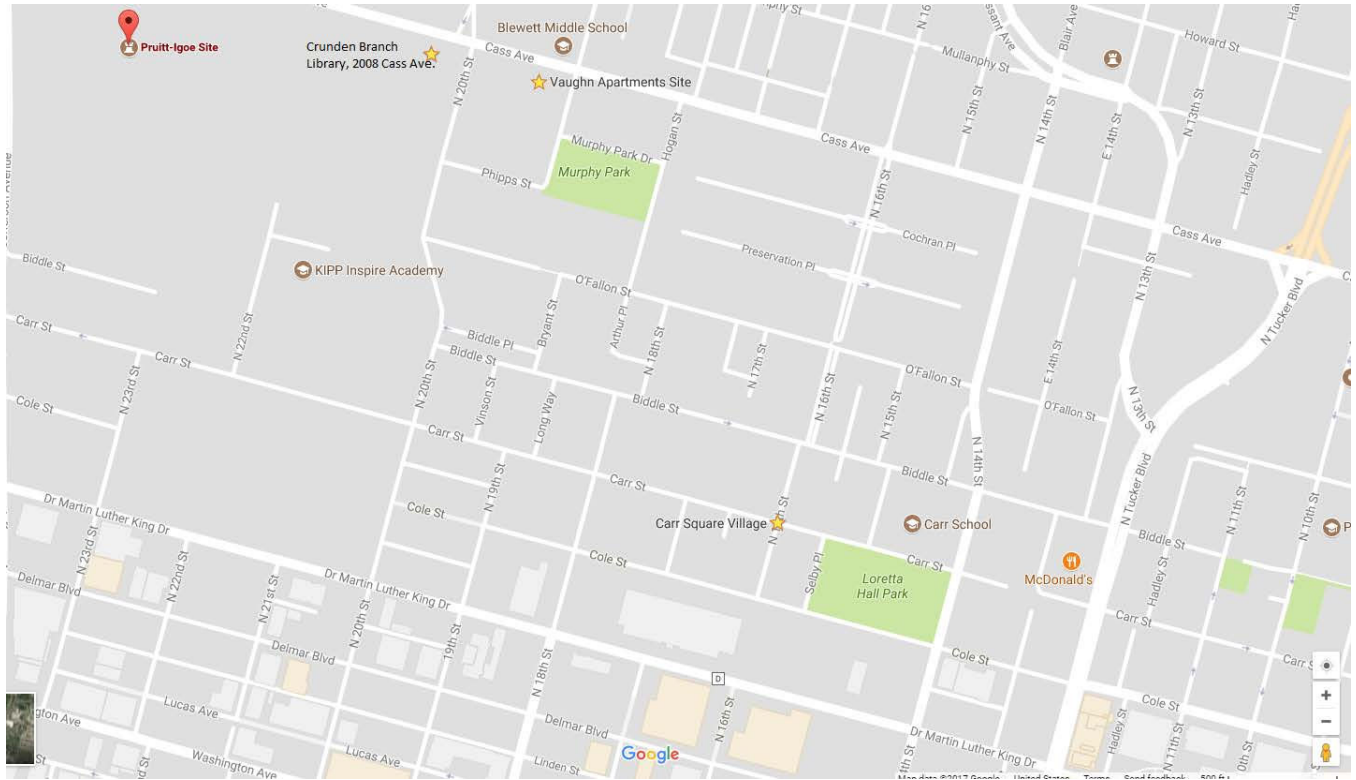 Pruitt-Igoe Site
Crunden Branch
Library, 2008 Cass Ave.
Blewett Middle School
Vaughn Apartments Site
Cass Ave
N 20th St
Murphy Park Dr
Murphy Park
Phipps St
Hogan St
Mullanphy St
N 15th St
N 14th St
Blair Ave
Howard St
N 13th St
E 14th St
Hadley St
Cass Ave
N 16th St
Cochran Pl
Preservation Pl
Cass Ave
N 13th St
N Tucker Blvd
Biddle St
KIPP Inspire Academy
O'Fallon St
Bryant St
Arthur Pl
N 18th St
N 17th St
Carr St
N 22nd St
Biddle Pl
Biddle St
Carr St
N 23rd St
N 20th St
Vinson St
Long Way
Biddle St
N 16th St
N 15th St
O'Fallon St
E 14th St
O'Fallon St
N 13th St
Cole St
Carr St
N 19th St
Carr St
Biddle St
N 14th St
N Tucker Blvd
N 11th St
N 10th St
Dr Martin Luther King Dr
Cole St
Carr Square Village
Carr School
Biddle St
N 23rd St
Cole St
Selby Pl
Loretta
Hall Park
Carr St
McDonald's
Hadley St
Delmar Blvd
N 22nd St
N 21st St
Dr Martin Luther King Dr
N 20th St
19th St
Carr St
Delmar Blvd
N 18th St
Cole St
D
Lucas Ave
N 16th St
Cole St
Washington Ave
Lucas Ave
Delmar Blvd
Linden St
Google
Dr Martin Luther King Dr
Hadley St
N 11th St
Map data ©2017 Google United States Terms Send feedback 500 ft